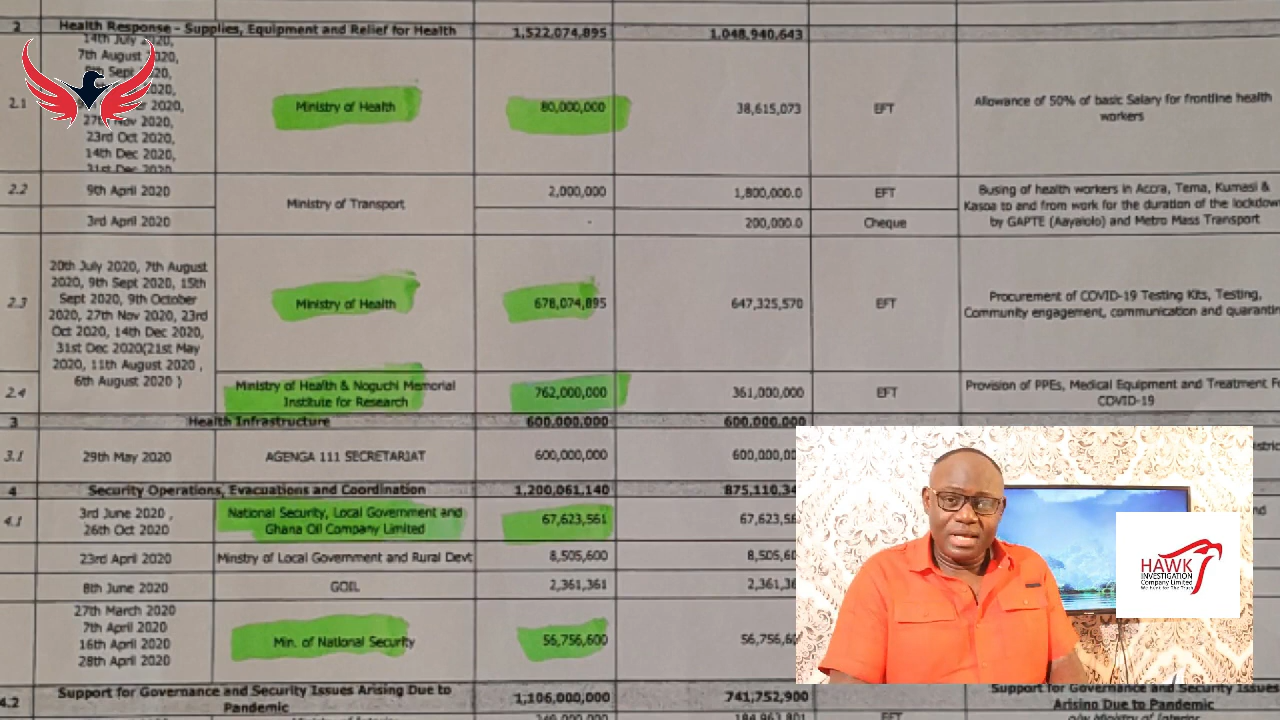 2 Health Response - Supplies, Equipment and Relief for Health 1,522,074,895 1,048,940,643
14th July 2020,
7th August 2020,
2.1 Ministry of Health 80,000,000 38,615,073 EFT Allowance of 50% of basic Salary for frontline health
workers
27th Nov 2020,
23rd Oct 2020,
14th Dec 2020,
31st Dec 2020
2.2 9th April 2020 Ministry of Transport 2,000,000 1,800,000.0 EFT Busing of health workers in Accra, Tema, Kumasi &
Kasoa to and from work for the duration of the lockdown
3rd April 2020 - 200,000.0 Cheque by GAPTE (Aayalolo) and Metro Mass Transport
20th July 2020, 7th August
2020, 9th Sept 2020, 15th
Sept 2020, 9th October
2.3 2020, 27th Nov 2020, 23rd Ministry of Health 678,074,895 647,325,570 EFT Procurement of COVID-19 Testing Kits, Testing,
Community engagement, communication and
Oct 2020, 14th Dec 2020,
31st Dec 2020(21st May
2020, 11th August 2020 ,
6th August 2020 )
2.4 Ministry of Health & Noguchi Memorial 762,000,000 361,000,000 EFT Provision of PPEs, Medical Equipment and Treatment
Institute for Research COVID-19
3 Health Infrastructure 600,000,000 600,000,000
3.1 29th May 2020 AGENGA 111 SECRETARIAT 600,000,000
4 Security Operations, Evacuations and Coordination 1,200,061,140
4.1 3rd June 2020 , National Security, Local Government and 67,623,561
26th Oct 2020 Ghana Oil Company Limited
23rd April 2020 Minstry of Local Government and Rural Devt 8,505,600
8th June 2020 GOIL 2,361,361
27th March 2020
7th April 2020 Min. of National Security 56,756,600
16th April 2020
28th April 2020
4.2 Support for Governance and Security Issues Arising Due to 1,106,000,000 741,752,900 Support for Governance and Security Issues
Pandemic Arising Due to Pandemic
EFT
HAWK
INVESTIGATION
Company Limited